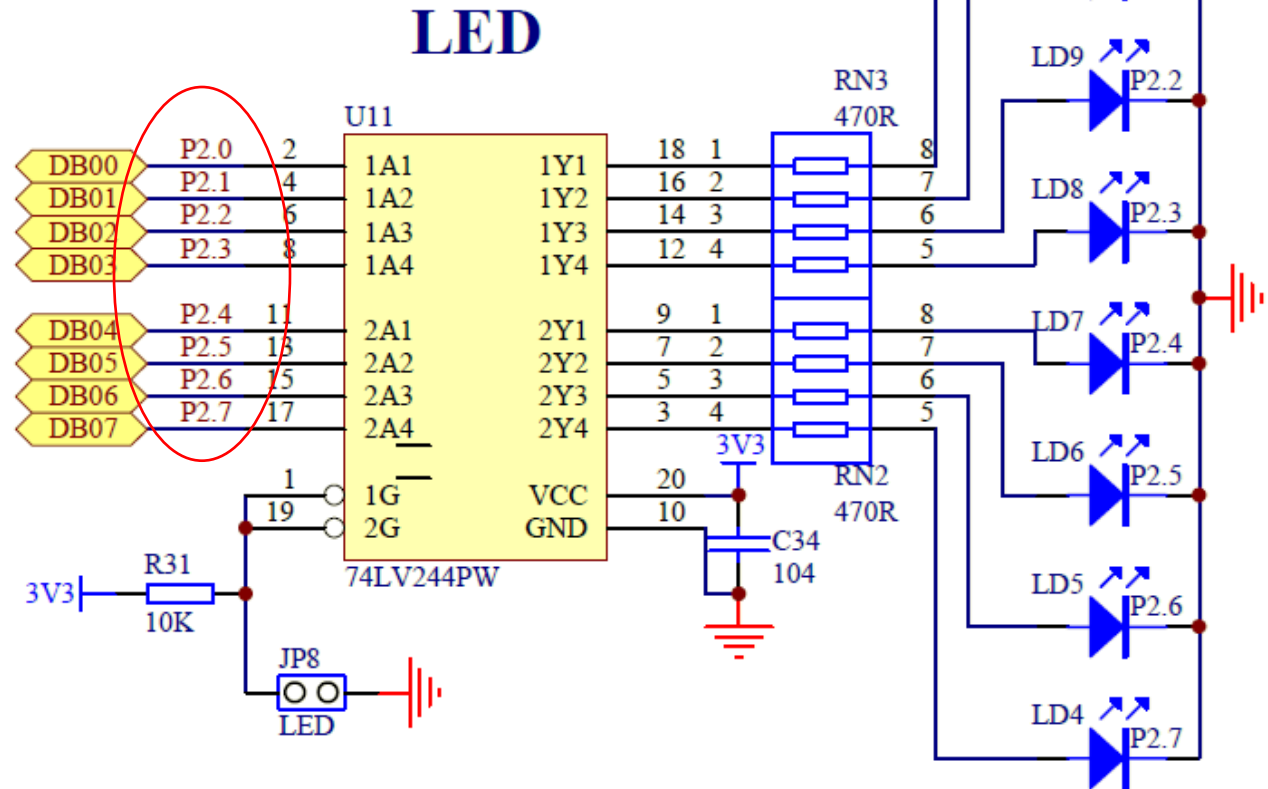 LED
U11
RN3
470R
DB00 P2.0 2 1A1 1Y1 18 1 8
DB01 P2.1 4 1A2 1Y2 16 2 7
DB02 P2.2 6 1A3 1Y3 14 3 6
DB03 P2.3 8 1A4 1Y4 12 4 5
DB04 P2.4 11 2A1 2Y1 9 1 8
DB05 P2.5 13 2A2 2Y2 7 2 7
DB06 P2.6 15 2A3 2Y3 5 3 6
DB07 P2.7 17 2A4 2Y4 3 4 5
3V3
1 1G VCC 20
19 2G GND 10
RN2
470R
74LV244PW
C34
104
R31
3V3
10K
JP8
LED
LD9 P2.2
LD8 P2.3
LD7 P2.4
LD6 P2.5
LD5 P2.6
LD4 P2.7